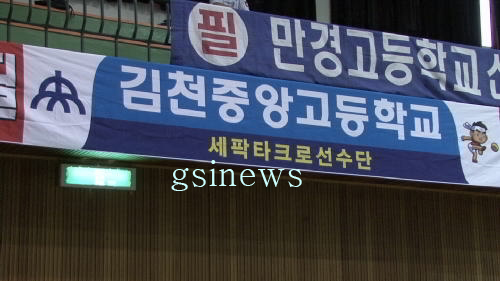 필 만경고등학교 선
김천중앙고등학교
세팍타크로선수단
gsinews